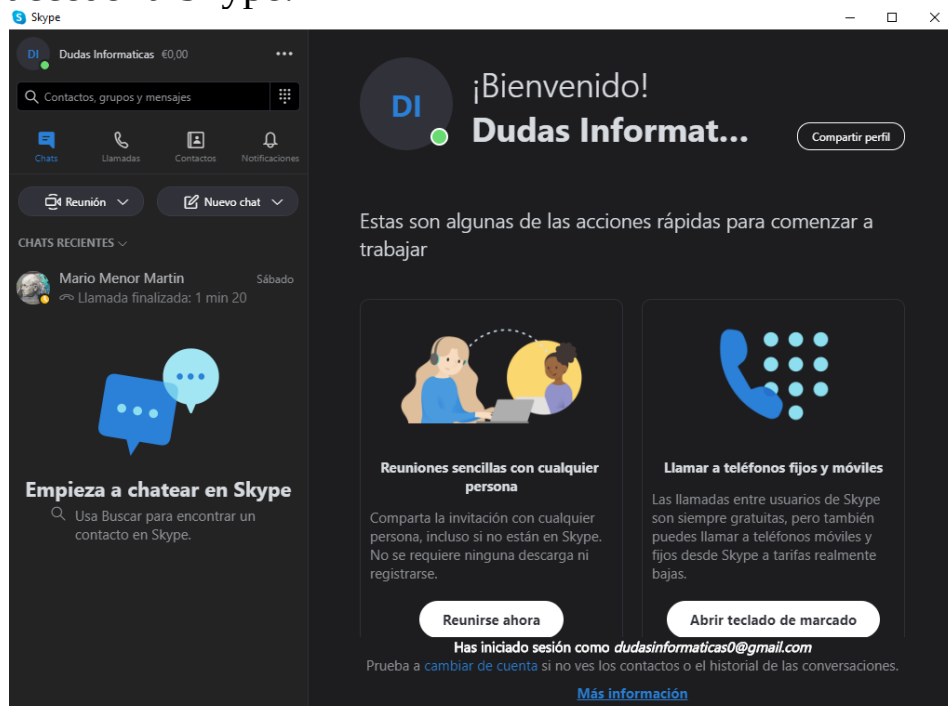 Skype
DI Dudas Informaticas €0,00
Contactos, grupos y mensajes
Chats Llamadas Contactos Notificaciones
Reunión Nuevo chat
CHATS RECIENTES
Mario Menor Martin Sábado
Llamada finalizada: 1 min 20
Empieza a chatear en Skype
Usa Buscar para encontrar un
contacto en Skype.
DI
¡Bienvenido!
Dudas Informat...
Compartir perfil
Estas son algunas de las acciones rápidas para comenzar a
trabajar
Reuniones sencillas con cualquier
persona
Comparta la invitación con cualquier
persona, incluso si no están en Skype.
No se requiere ninguna descarga ni
registrarse.
Reunirse ahora
Llamar a teléfonos fijos y móviles
Las llamadas entre usuarios de Skype
son siempre gratuitas, pero también
puedes llamar a teléfonos móviles y
fijos desde Skype a tarifas realmente
bajas.
Abrir teclado de marcado
Has iniciado sesión como dudasinformaticas0@gmail.com
Prueba a cambiar de cuenta si no ves los contactos o el historial de las conversaciones.
Más información